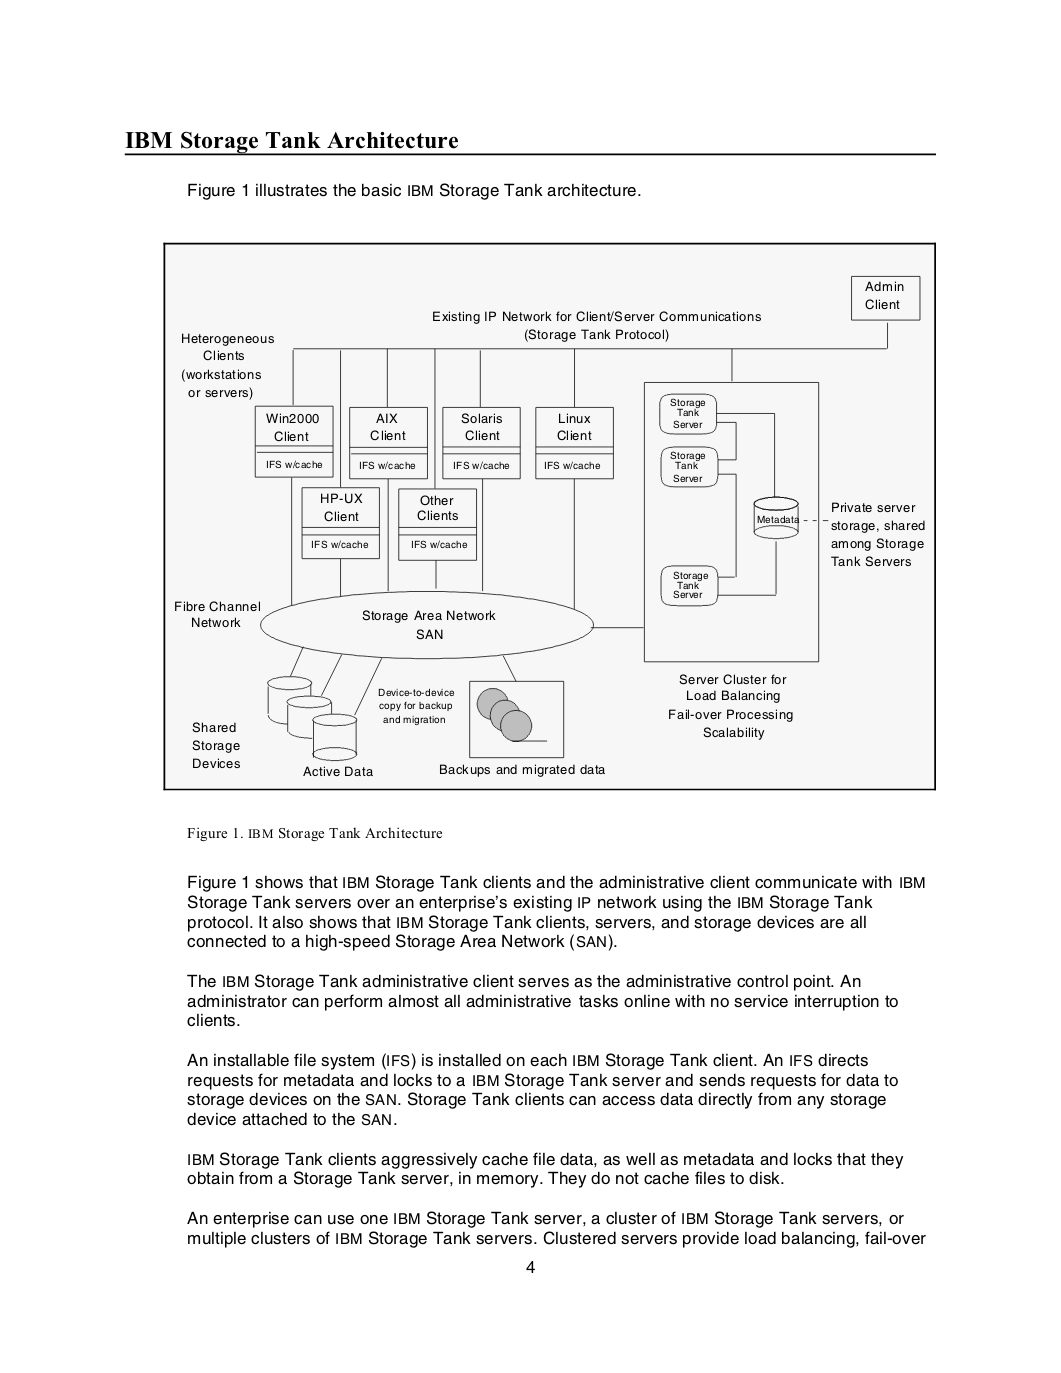 IBM Storage Tank Architecture
Figure 1 illustrates the basic IBM Storage Tank architecture.
Admin
Client
Existing IP Network for Client/Server Communications
(Storage Tank Protocol)
Heterogeneous
Clients
(workstations
or servers)
Win2000
Client
IFS w/cache
AIX
Client
IFS w/cache
Solaris
Client
IFS w/cache
Linux
Client
IFS w/cache
HP-UX
Client
IFS w/cache
Other
Clients
IFS w/cache
Storage
Tank
Server
Storage
Tank
Server
Storage
Tank
Server
Metadata
Private server
storage, shared
among Storage
Tank Servers
Fibre Channel
Network
Storage Area Network
SAN
Server Cluster for
Load Balancing
Fail-over Processing
Scalability
Device-to-device
copy for backup
and migration
Shared
Storage
Devices
Active Data
Backups and migrated data
Figure 1. IBM Storage Tank Architecture
Figure 1 shows that IBM Storage Tank clients and the administrative client communicate with IBM
Storage Tank servers over an enterprise's existing IP network using the IBM Storage Tank
protocol. It also shows that IBM Storage Tank clients, servers, and storage devices are all
connected to a high-speed Storage Area Network (SAN).
The IBM Storage Tank administrative client serves as the administrative control point. An
administrator can perform almost all administrative tasks online with no service interruption to
clients.
An installable file system (IFS) is installed on each IBM Storage Tank client. An IFS directs
requests for metadata and locks to a IBM Storage Tank server and sends requests for data to
storage devices on the SAN. Storage Tank clients can access data directly from any storage
device attached to the SAN.
IBM Storage Tank clients aggressively cache file data, as well as metadata and locks that they
obtain from a Storage Tank server, in memory. They do not cache files to disk.
An enterprise can use one IBM Storage Tank server, a cluster of IBM Storage Tank servers, or
multiple clusters of IBM Storage Tank servers. Clustered servers provide load balancing, fail-over
4